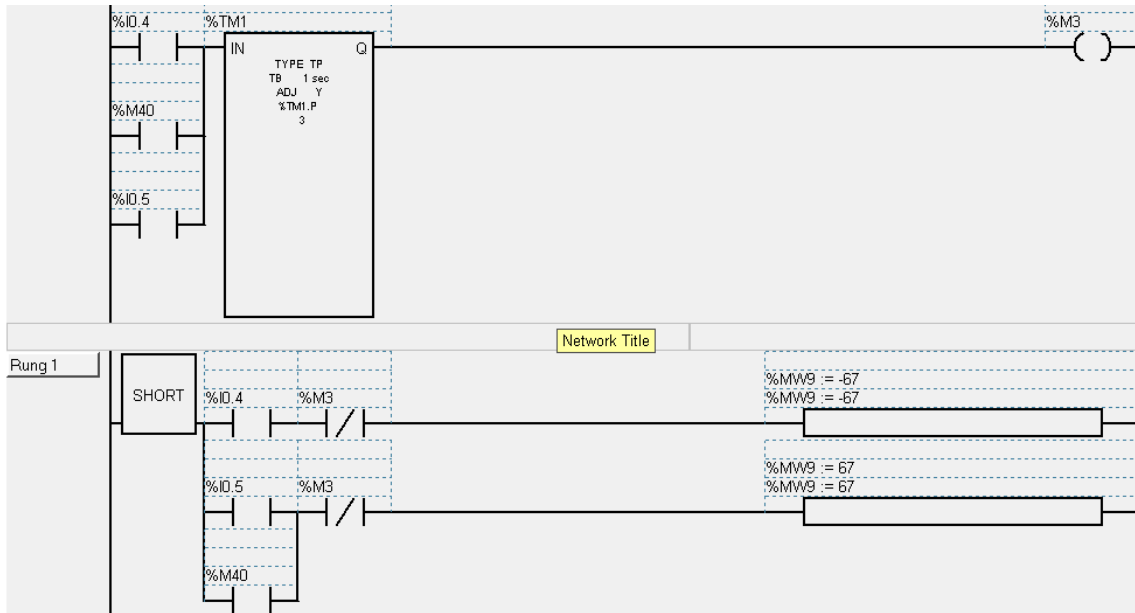 %I0.4 %TM1 %M3
IN Q
TYPE TP
TB 1 sec
ADJ Y
%TM1.P
3
%M40
%I0.5
Network Title
Rung 1
SHORT
%MW9 := -67
%I0.4 %M3 %MW9 := -67
%MW9 := 67
%I0.5 %M3 %MW9 := 67
%M40